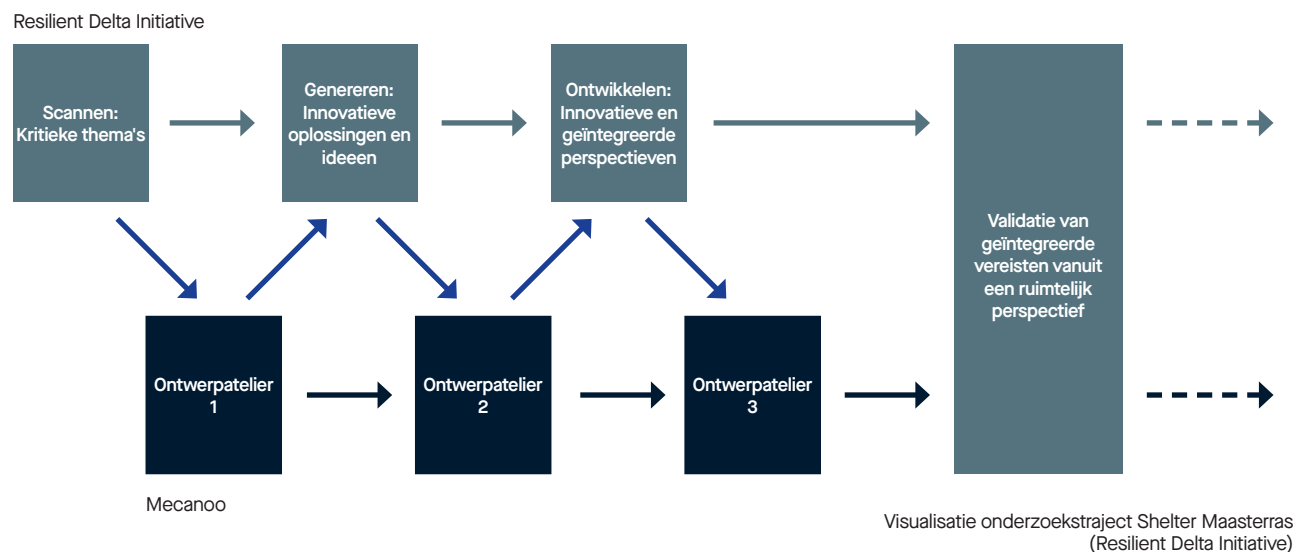 Resilient Delta Initiative
Scannen:
Kritieke thema's
Genereren:
Innovatieve
oplossingen en
ideeen
Ontwikkelen:
Innovatieve en
geïntegreerde
perspectieven
Validatie van
geïntegreerde
vereisten vanuit
een ruimtelijk
perspectief
Ontwerpatelier
1
Ontwerpatelier
2
Ontwerpatelier
3
Mecanoo
Visualisatie onderzoekstraject Shelter Maasterras
(Resilient Delta Initiative)